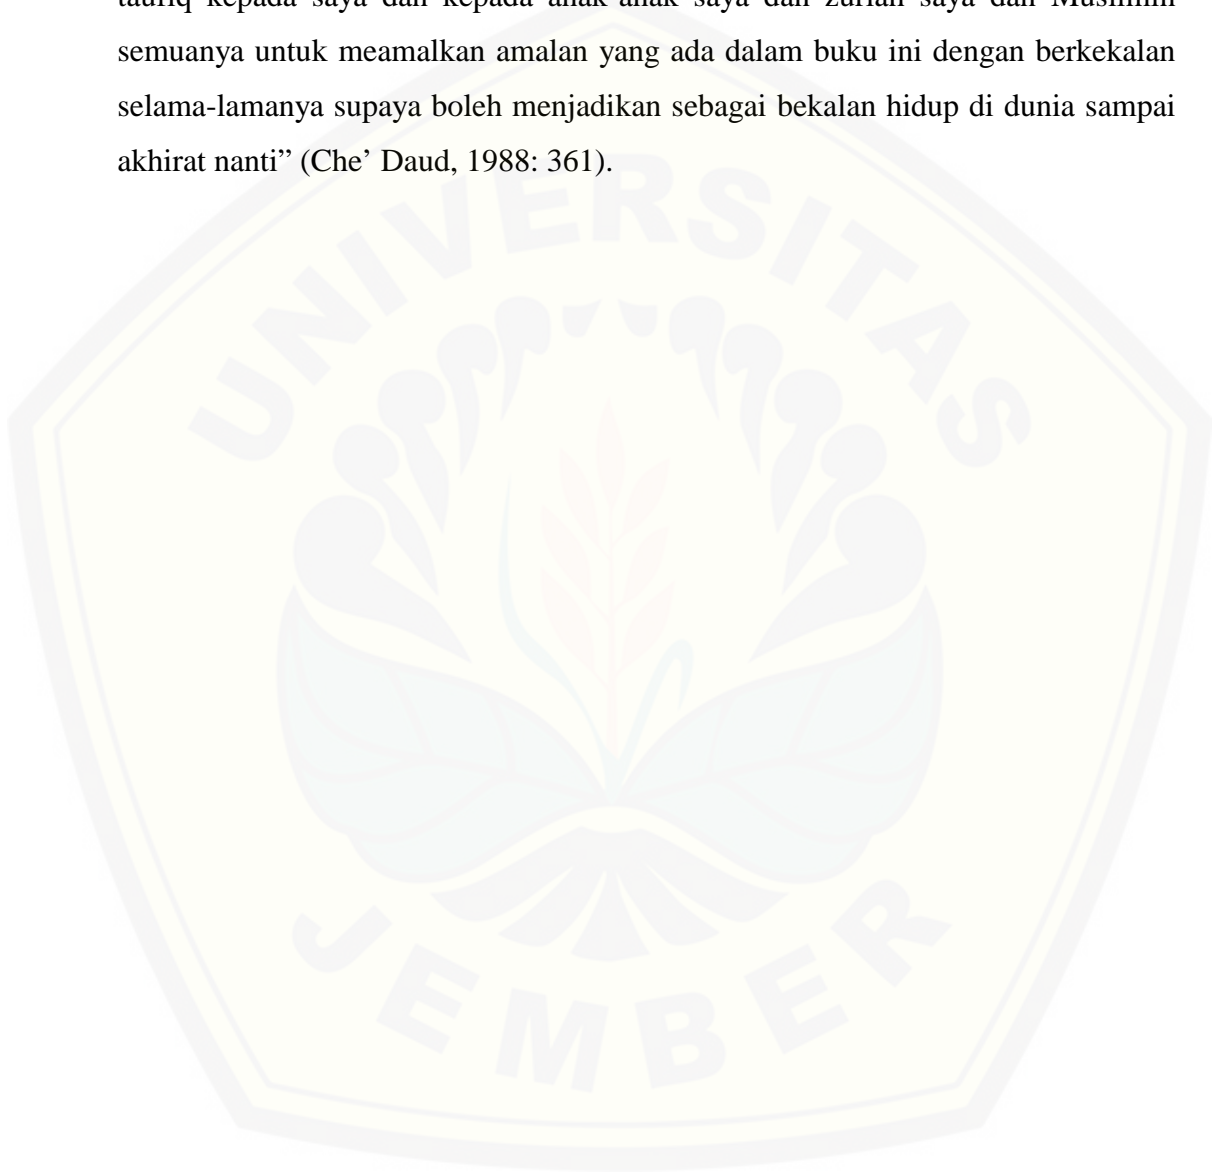 taufiq kepada saya dan kepada anak-anak saya dan zuriah saya dan Muslimin
semuanya untuk meamalkan amalan yang ada dalam buku ini dengan berkekalan
selama-lamanya supaya boleh menjadikan sebagai bekalan hidup di dunia sampai
akhirat nanti” (Che’ Daud, 1988: 361).
UNIVERSITAS
JEMBER